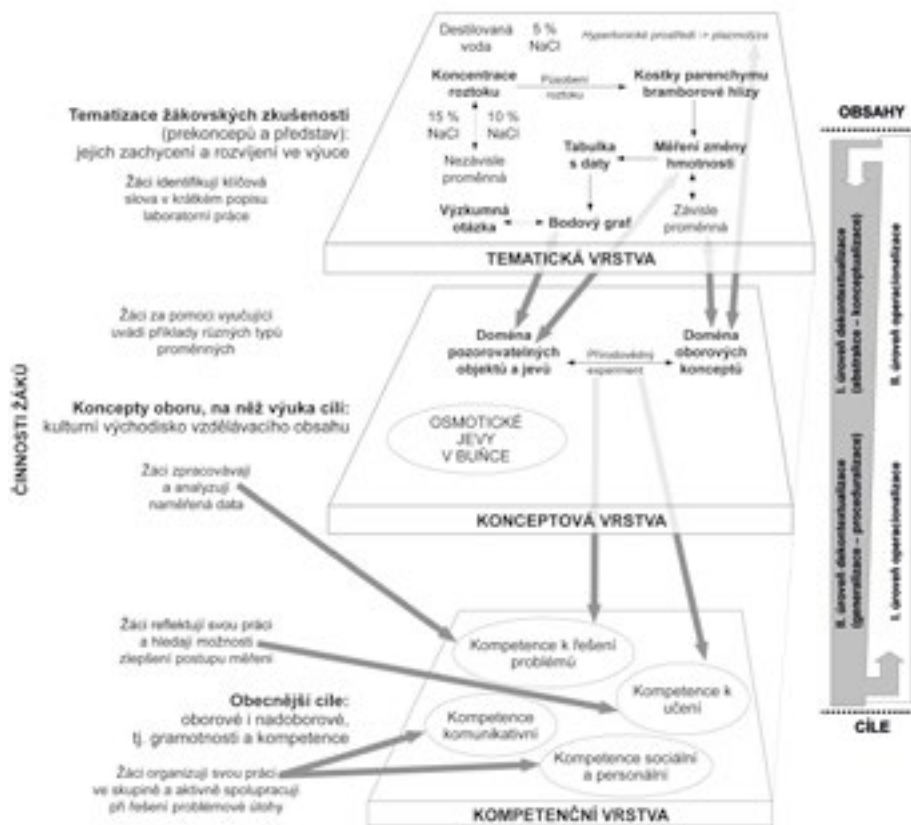 Destilovaná voda
5 % NaCl
Hypertonické prostředí -> plazmolýza
Koncentrace roztoku
Působení roztoku
Kostky parenchymu
bramborové hlízy
15 % NaCl
10 % NaCl
Nezávisle proměnná
Tabulka s daty
Měření změny hmotnosti
Výzkumná otázka
Bodový graf
Závisle proměnná
TEMATICKÁ VRSTVA
Tematizace žákovských zkušeností
(prekonceptů a představ):
jejich zachycení a rozvíjení ve výuce
Žáci identifikují klíčová
slova v krátkém popisu
laboratorní práce
Žáci za pomoci vyučující
uvádí příklady různých typů
proměnných
Doména
pozorovatelných
objektů a jevů
Přírodovědný
experiment
Doména
oborových
konceptů
ČINNOSTI ŽÁKŮ
Koncepty oboru, na něž výuka cílí:
kulturní východisko vzdělávacího obsahu
OSMOTICKÉ
JEVY
V BUŇCE
Žáci zpracovávají
a analyzují
naměřená data
KONCEPTOVÁ VRSTVA
Žáci reflektují svou práci
a hledají možnosti
zlepšení postupu měření
Kompetence k řešení
problémů
Kompetence k
učení
Obecnější cíle:
oborové i nadoborové,
tj. gramotnosti a kompetence
Kompetence
komunikativní
Kompetence sociální
a personální
Žáci organizují svou práci
ve skupině a aktivně spolupracují
při řešení problémové úlohy
KOMPETENČNÍ VRSTVA
OBSAHY
I. úroveň dekontextualizace
(abstrakce – konceptualizace)
II. úroveň operacionalizace
II. úroveň dekontextualizace
(generalizace – proceduralizace)
I. úroveň operacionalizace
CÍLE